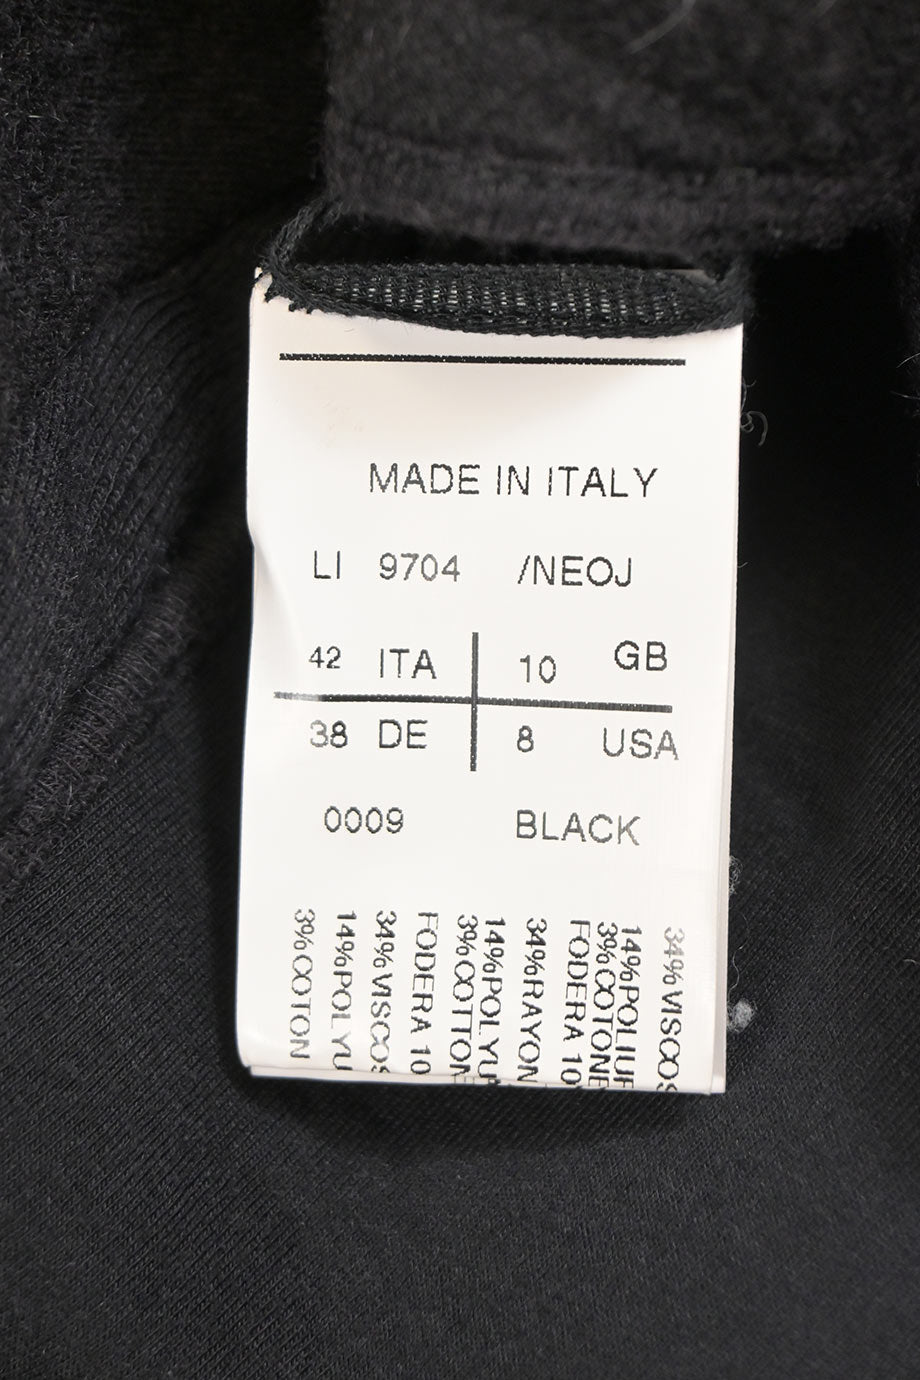 MADE IN ITALY
LI 9704 /NEOJ
42 ITA 10 GB
38 DE 8 USA
0009 BLACK
34%VISCOS
14%POLIUR
3%COTONE
FODERA 10
34%RAYON
14%POLYU
3%COTTON
FODERA 10
34%VISCOS
14%POLYU
3%COTON